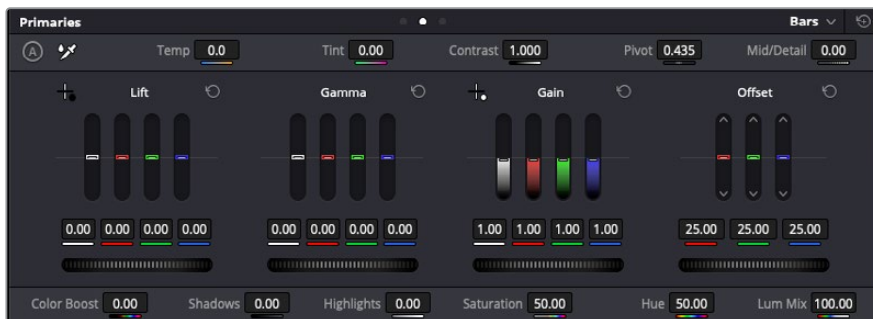 Primaries Bars
A Temp 0.0 Tint 0.00 Contrast 1.000 Pivot 0.435 Mid/Detail 0.00
Lift Gamma Gain Offset
0.00 0.00 0.00 0.00 0.00 0.00 0.00 0.00 1.00 1.00 1.00 1.00 25.00 25.00 25.00
Color Boost 0.00 Shadows 0.00 Highlights 0.00 Saturation 50.00 Hue 50.00 Lum Mix 100.00